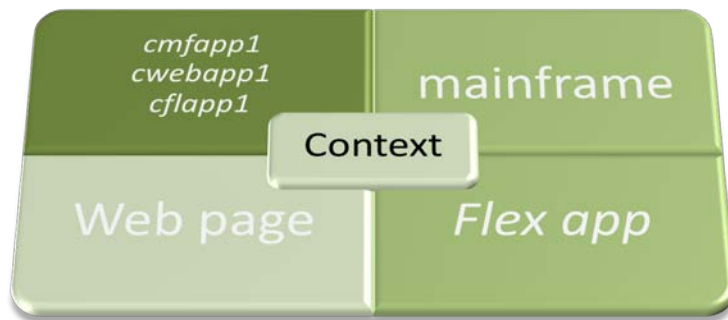 cmfapp1
cwebapp1
cflapp1
mainframe
Context
Web page
Flex app